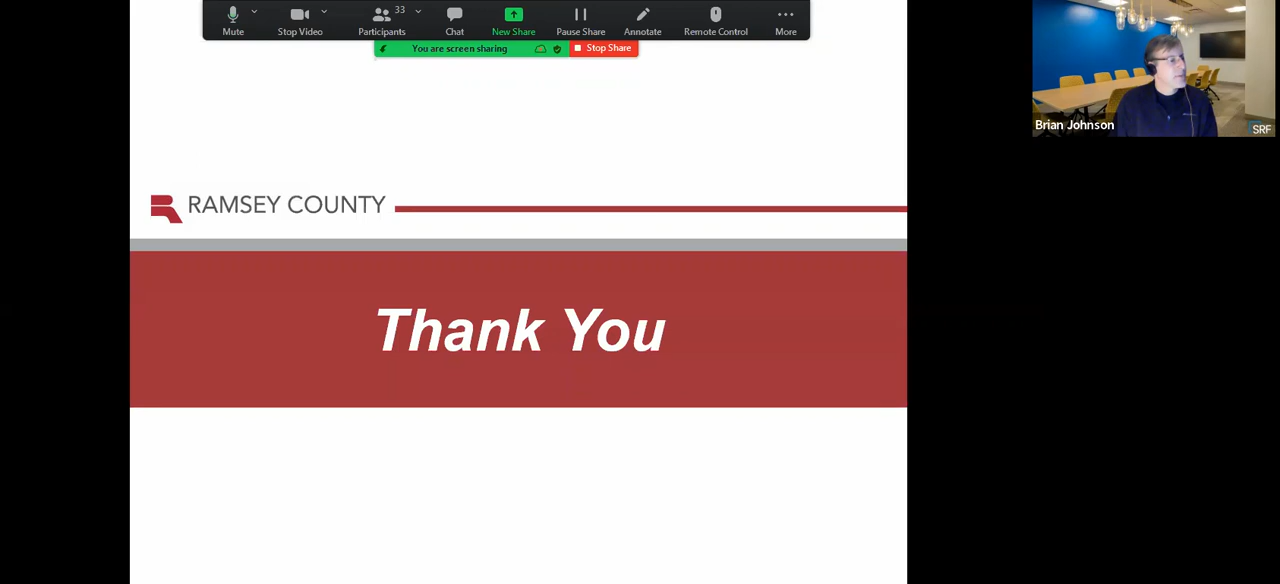 33
Mute
Stop Video
Participants
Chat
New Share
Pause Share
Annotate
Remote Control
More
You are screen sharing
Stop Share
Brian Johnson
SRF
RAMSEY COUNTY
Thank You